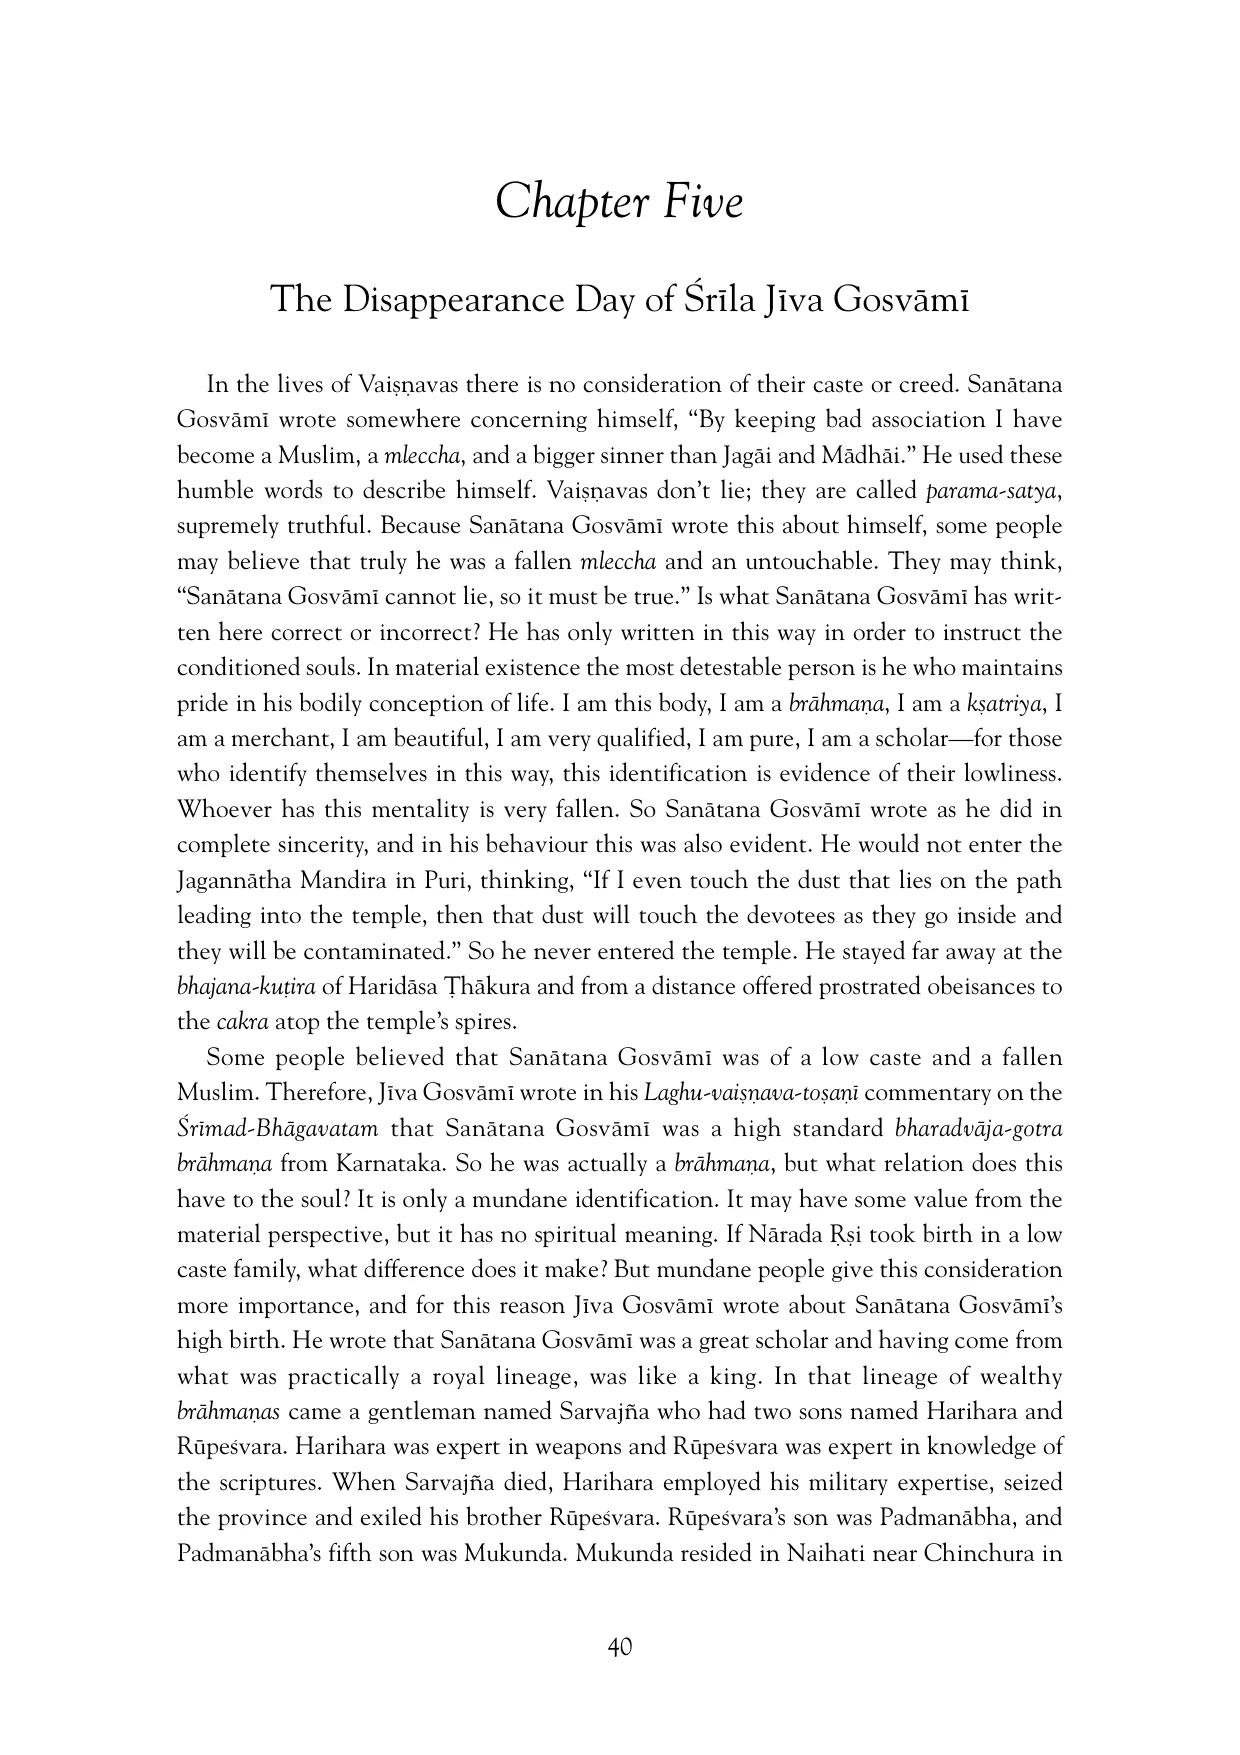 Chapter Five
The Disappearance Day of Śrīla Jīva Gosvāmī
In the lives of Vaiṣṇavas there is no consideration of their caste or creed. Sanātana
Gosvāmī wrote somewhere concerning himself, “By keeping bad association I have
become a Muslim, a mleccha, and a bigger sinner than Jagāi and Mādhāi.” He used these
humble words to describe himself. Vaiṣṇavas don’t lie; they are called parama-satya,
supremely truthful. Because Sanātana Gosvāmī wrote this about himself, some people
may believe that truly he was a fallen mleccha and an untouchable. They may think,
“Sanātana Gosvāmī cannot lie, so it must be true.” Is what Sanātana Gosvāmī has writ-
ten here correct or incorrect? He has only written in this way in order to instruct the
conditioned souls. In material existence the most detestable person is he who maintains
pride in his bodily conception of life. I am this body, I am a brāhmaṇa, I am a kṣatriya, I
am a merchant, I am beautiful, I am very qualified, I am pure, I am a scholar—for those
who identify themselves in this way, this identification is evidence of their lowliness.
Whoever has this mentality is very fallen. So Sanātana Gosvāmī wrote as he did in
complete sincerity, and in his behaviour this was also evident. He would not enter the
Jagannātha Mandira in Puri, thinking, “If I even touch the dust that lies on the path
leading into the temple, then that dust will touch the devotees as they go inside and
they will be contaminated.” So he never entered the temple. He stayed far away at the
bhajana-kuṭira of Haridāsa Ṭhākura and from a distance offered prostrated obeisances to
the cakra atop the temple’s spires.
Some people believed that Sanātana Gosvāmī was of a low caste and a fallen
Muslim. Therefore, Jīva Gosvāmī wrote in his Laghu-vaiṣṇava-toṣaṇī commentary on the
Śrīmad-Bhāgavatam that Sanātana Gosvāmī was a high standard bharadvāja-gotra
brāhmaṇa from Karnataka. So he was actually a brāhmaṇa, but what relation does this
have to the soul? It is only a mundane identification. It may have some value from the
material perspective, but it has no spiritual meaning. If Nārada Ṛṣi took birth in a low
caste family, what difference does it make? But mundane people give this consideration
more importance, and for this reason Jīva Gosvāmī wrote about Sanātana Gosvāmī’s
high birth. He wrote that Sanātana Gosvāmī was a great scholar and having come from
what was practically a royal lineage, was like a king. In that lineage of wealthy
brāhmaṇas came a gentleman named Sarvajña who had two sons named Harihara and
Rūpeśvara. Harihara was expert in weapons and Rūpeśvara was expert in knowledge of
the scriptures. When Sarvajña died, Harihara employed his military expertise, seized
the province and exiled his brother Rūpeśvara. Rūpeśvara’s son was Padmanābha, and
Padmanābha’s fifth son was Mukunda. Mukunda resided in Naihati near Chinchura in
40